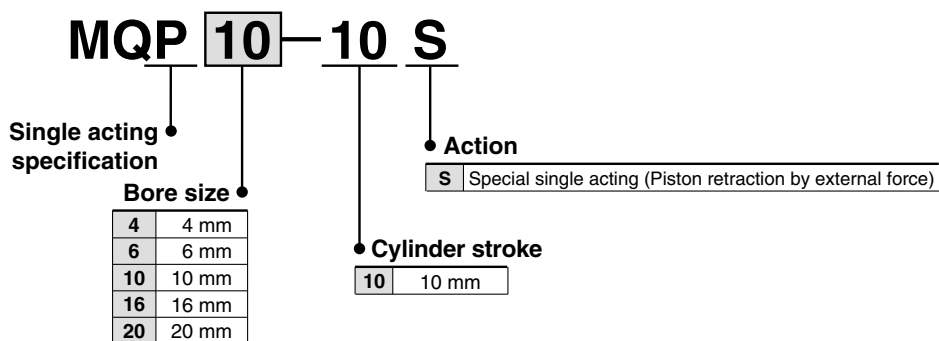 MQP 10 — 10 S
Single acting
specification
Bore size
4 4 mm
6 6 mm
10 10 mm
16 16 mm
20 20 mm
Cylinder stroke
10 10 mm
Action
S Special single acting (Piston retraction by external force)